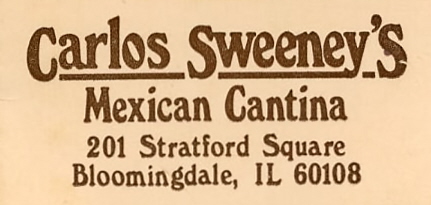 Carlos Sweeney's
Mexican Cantina
201 Stratford Square
Bloomingdale, IL 60108